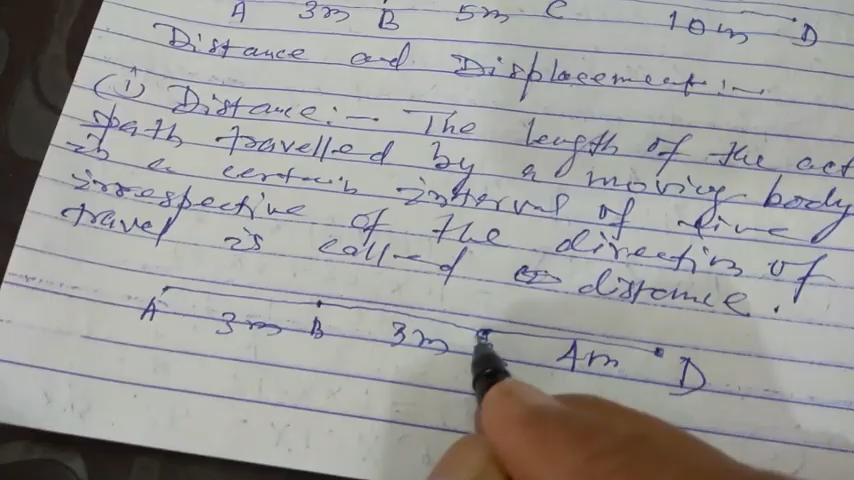 A 3m B 5m C 10m D
Distance and Displacement:-
(i) Distance:- The length of the act
path travelled by a moving body
in a certain interval of time
irrespective of the direction of
travel is called distance.
A 3m B 3m 4m D